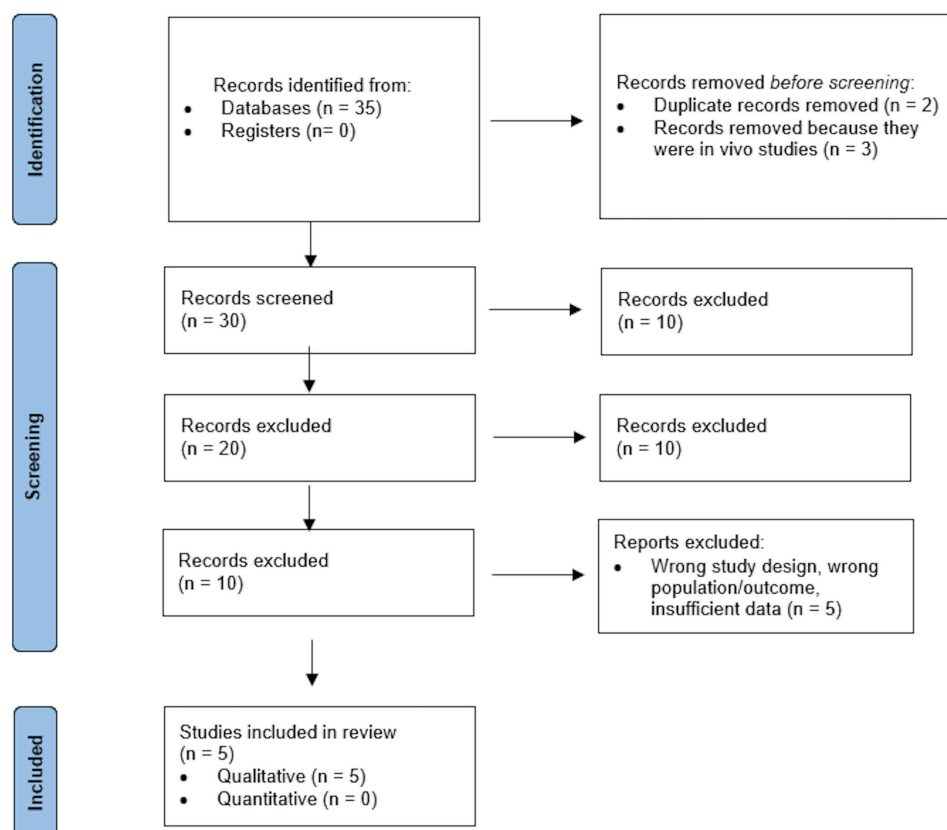 Identification
Records identified from:
• Databases (n = 35)
• Registers (n= 0)
Records removed before screening:
• Duplicate records removed (n = 2)
• Records removed because they
were in vivo studies (n = 3)
Screening
Records screened
(n = 30)
Records excluded
(n = 10)
Records excluded
(n = 20)
Records excluded
(n = 10)
Records excluded
(n = 10)
Reports excluded:
• Wrong study design, wrong
population/outcome,
insufficient data (n = 5)
Included
Studies included in review
(n = 5)
• Qualitative (n = 5)
• Quantitative (n = 0)